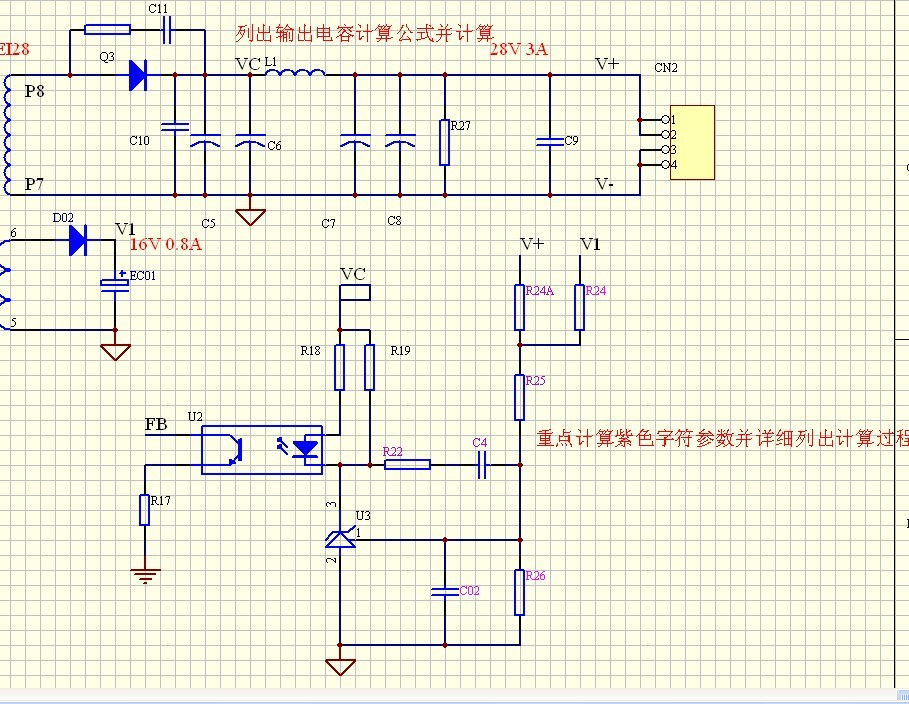 C11
列出输出电容计算公式并计算
EI28
28V 3A
Q3
VC
L1
V+
CN2
P8
C10
C6
R27
C9
1
2
3
4
P7
V-
C5
C7
C8
D02
V1
16V 0.8A
6
EC01
5
VC
V+
V1
R24A
R24
R18
R19
R25
FB
U2
重点计算紫色字符参数并详细列出计算过程
R22
C4
R17
3
U3
1
2
C02
R26